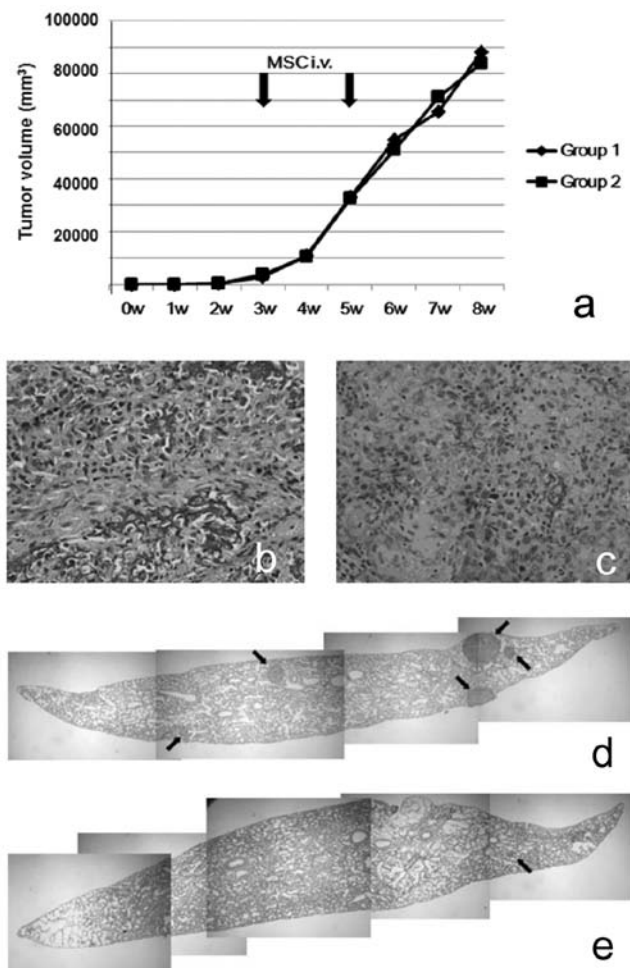 Tumor volume (mm³)
100000
80000
60000
40000
20000
MSC i.v.
Group 1
Group 2
0w 1w 2w 3w 4w 5w 6w 7w 8w
a
b
c
d
e